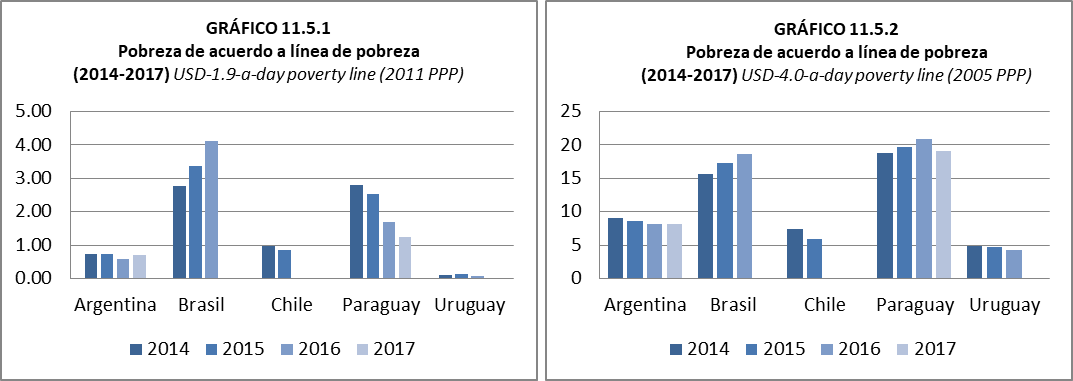 GRÁFICO 11.5.1
Pobreza de acuerdo a línea de pobreza
(2014-2017) USD-1.9-a-day poverty line (2011 PPP)
5.00
4.00
3.00
2.00
1.00
0.00
Argentina Brasil Chile Paraguay Uruguay
2014 2015 2016 2017
GRÁFICO 11.5.2
Pobreza de acuerdo a línea de pobreza
(2014-2017) USD-4.0-a-day poverty line (2005 PPP)
25
20
15
10
5
0
Argentina Brasil Chile Paraguay Uruguay
2014 2015 2016 2017